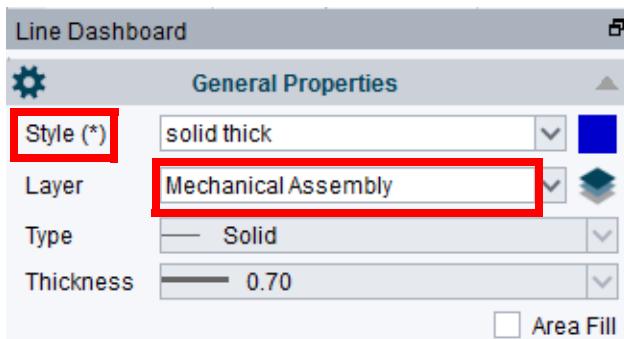 Line Dashboard
General Properties
Style (*) solid thick
Layer Mechanical Assembly
Type Solid
Thickness 0.70
Area Fill